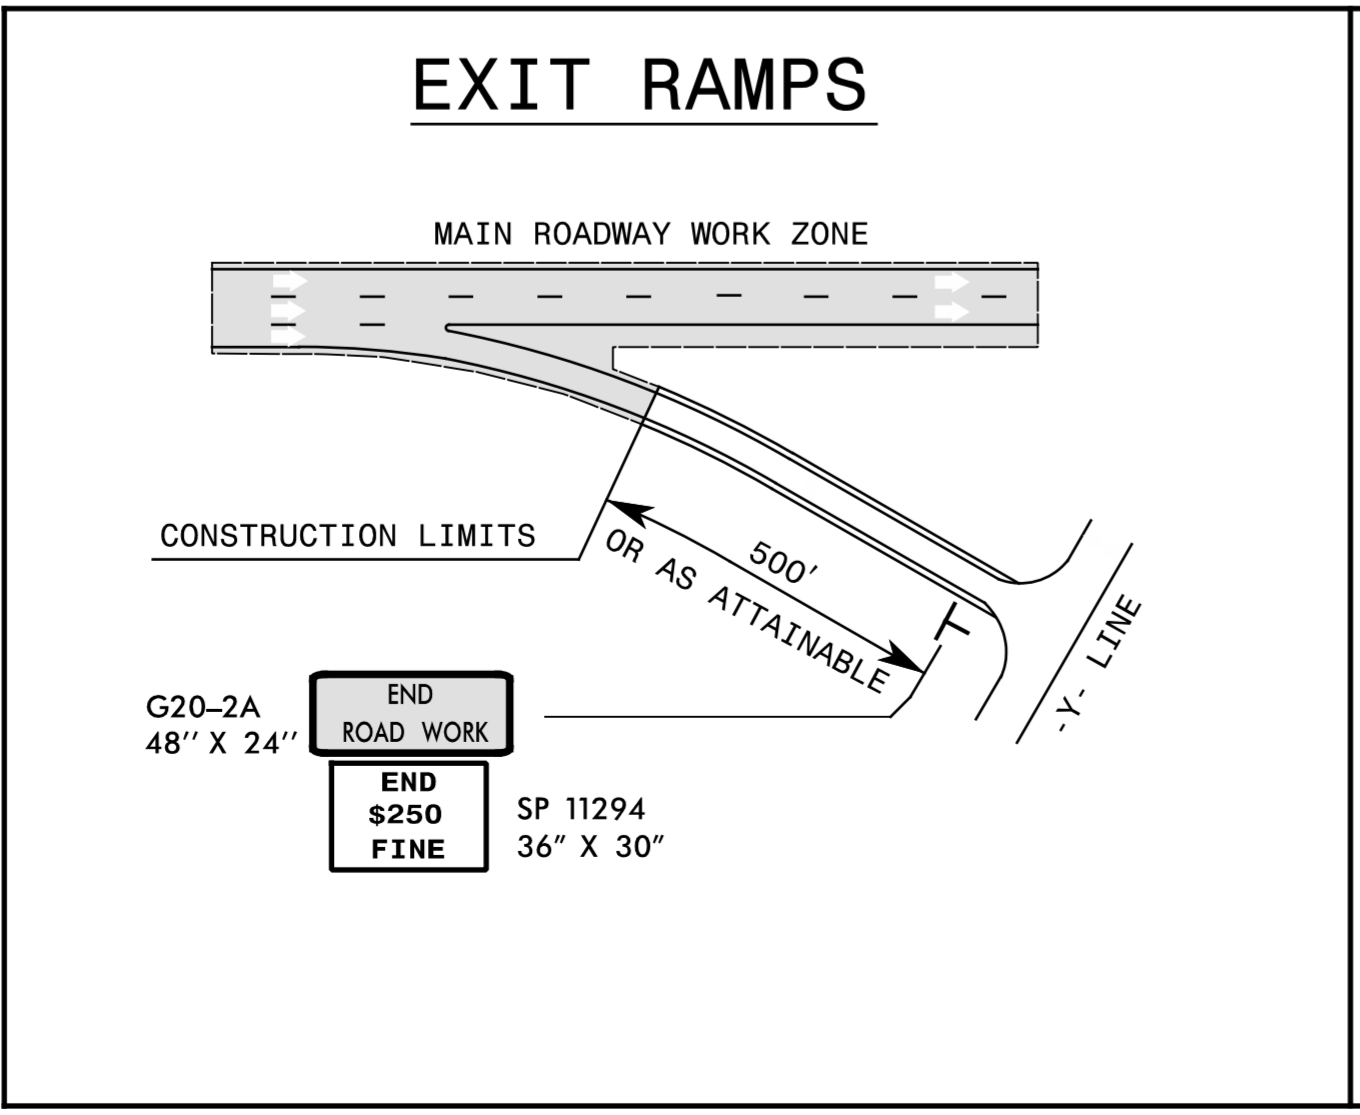 EXIT RAMPS
MAIN ROADWAY WORK ZONE
CONSTRUCTION LIMITS
500'
OR AS ATTAINABLE
-Y- LINE
G20–2A
48'' X 24''
END
ROAD WORK
END
$250
FINE
SP 11294
36" X 30"